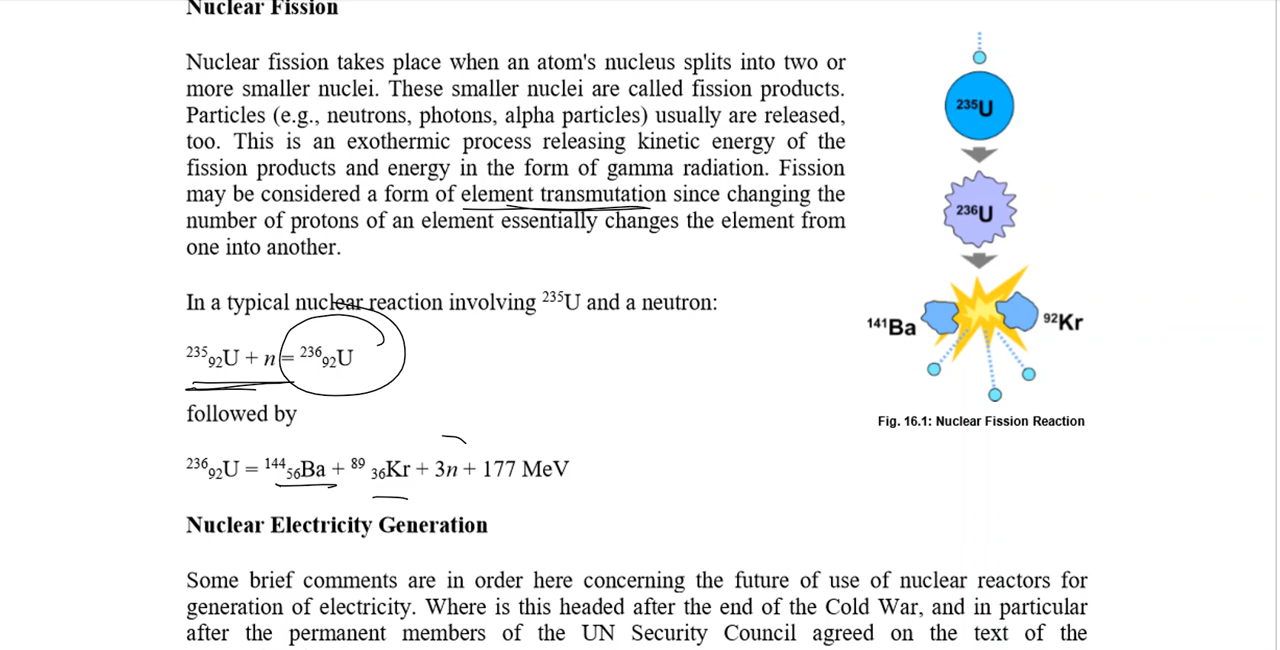 Nuclear Fission
Nuclear fission takes place when an atom's nucleus splits into two or
more smaller nuclei. These smaller nuclei are called fission products.
Particles (e.g., neutrons, photons, alpha particles) usually are released,
too. This is an exothermic process releasing kinetic energy of the
fission products and energy in the form of gamma radiation. Fission
may be considered a form of element transmutation since changing the
number of protons of an element essentially changes the element from
one into another.
In a typical nuclear reaction involving ²³⁵U and a neutron:
²³⁵₉₂U + n = ²³⁶₉₂U
followed by
²³⁶₉₂U = ¹⁴⁴₅₆Ba + ⁸⁹ ₃₆Kr + 3n + 177 MeV
²³⁵U
²³⁶U
¹⁴¹Ba
⁹²Kr
Fig. 16.1: Nuclear Fission Reaction
Nuclear Electricity Generation
Some brief comments are in order here concerning the future of use of nuclear reactors for
generation of electricity. Where is this headed after the end of the Cold War, and in particular
after the permanent members of the UN Security Council agreed on the text of the